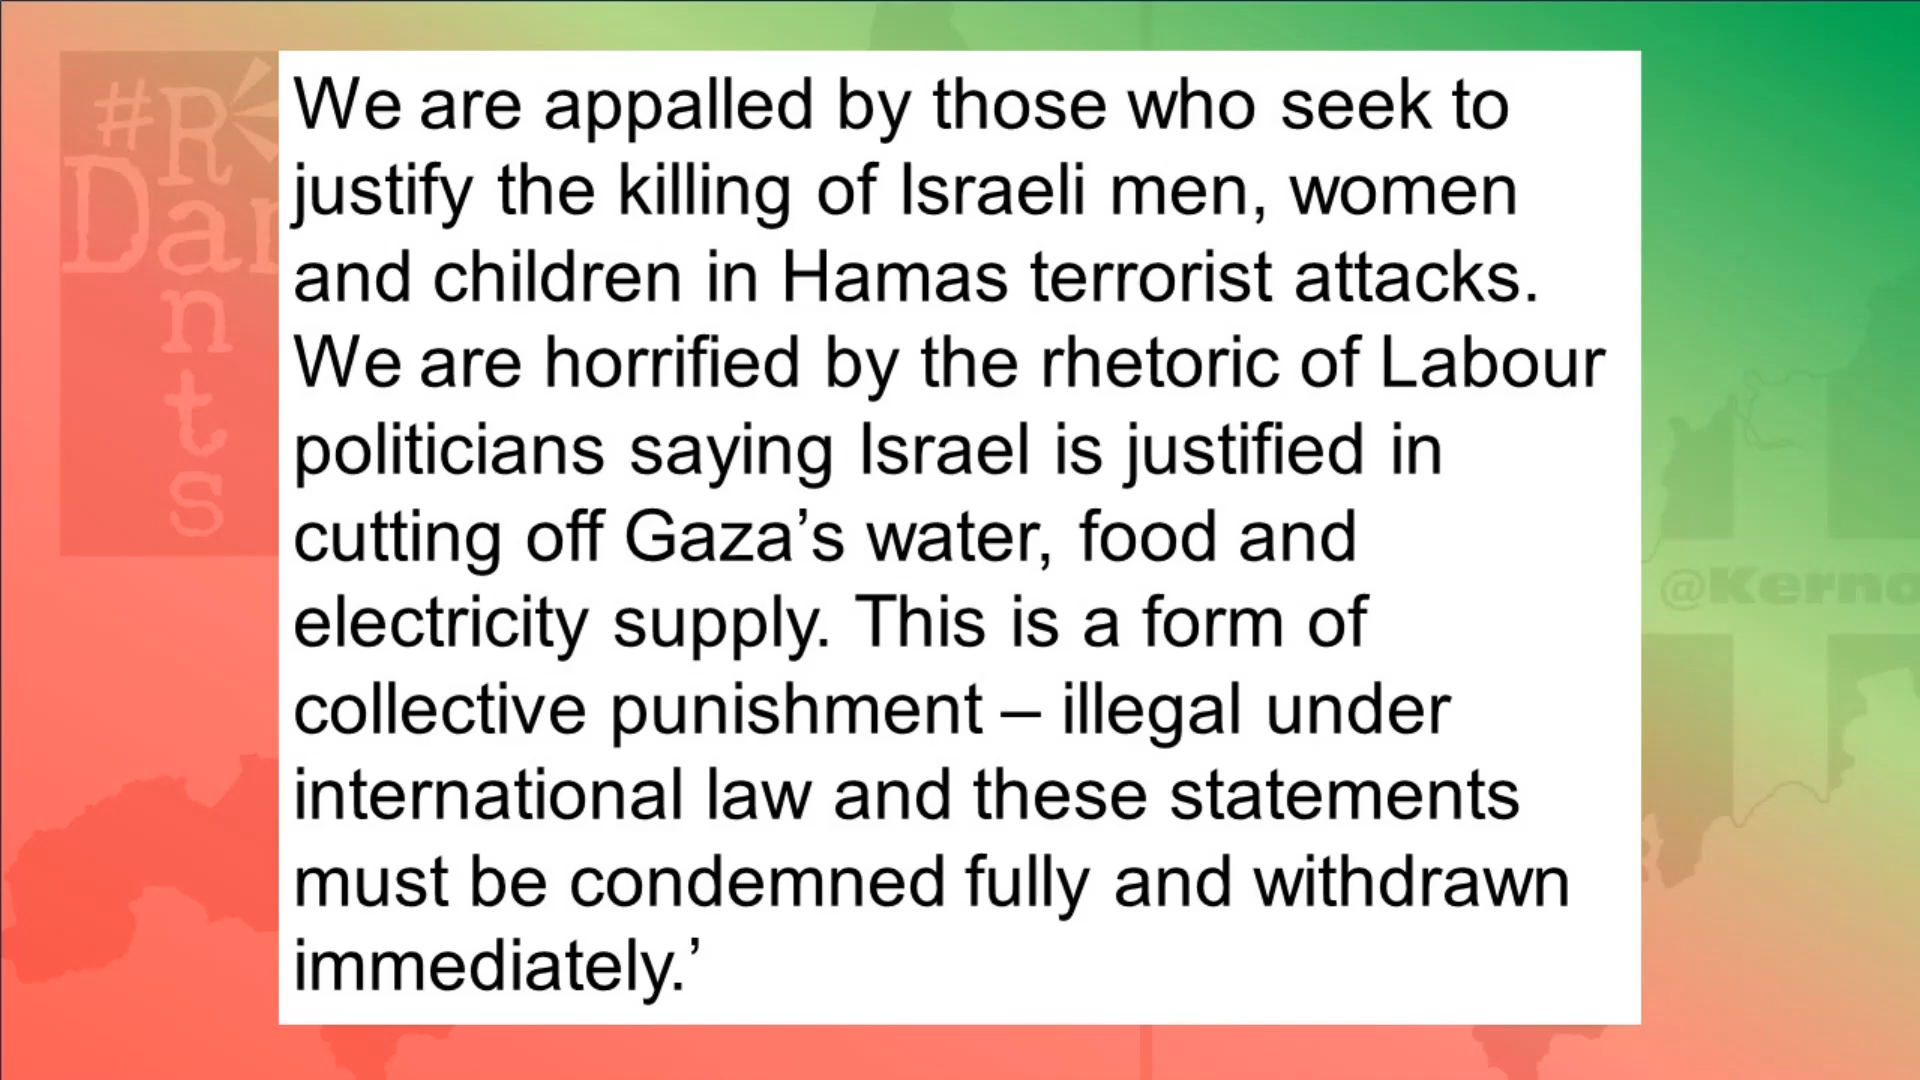 #R
Dan
n
t
s
We are appalled by those who seek to
justify the killing of Israeli men, women
and children in Hamas terrorist attacks.
We are horrified by the rhetoric of Labour
politicians saying Israel is justified in
cutting off Gaza’s water, food and
electricity supply. This is a form of
collective punishment – illegal under
international law and these statements
must be condemned fully and withdrawn
immediately.’
@Kerno